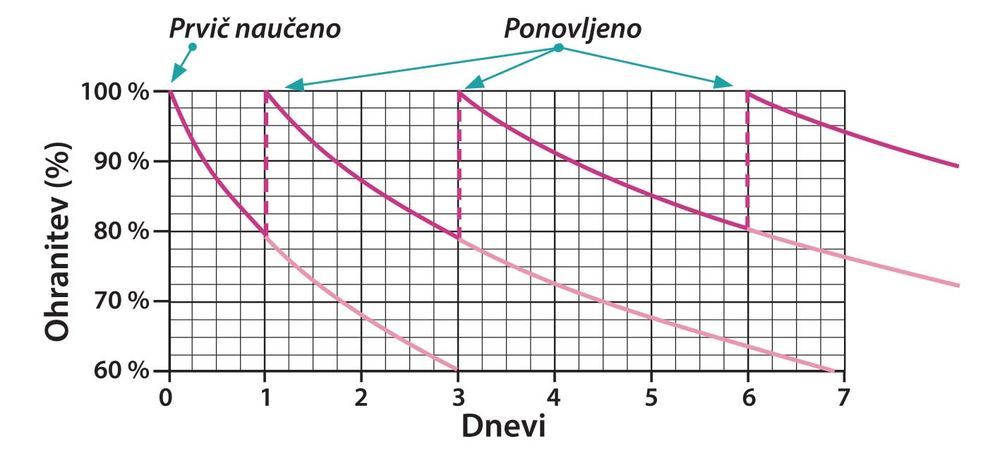 Prvič naučeno
Ponovljeno
100 %
90 %
80 %
70 %
60 %
Ohranitev (%)
0 1 2 3 4 5 6 7
Dnevi